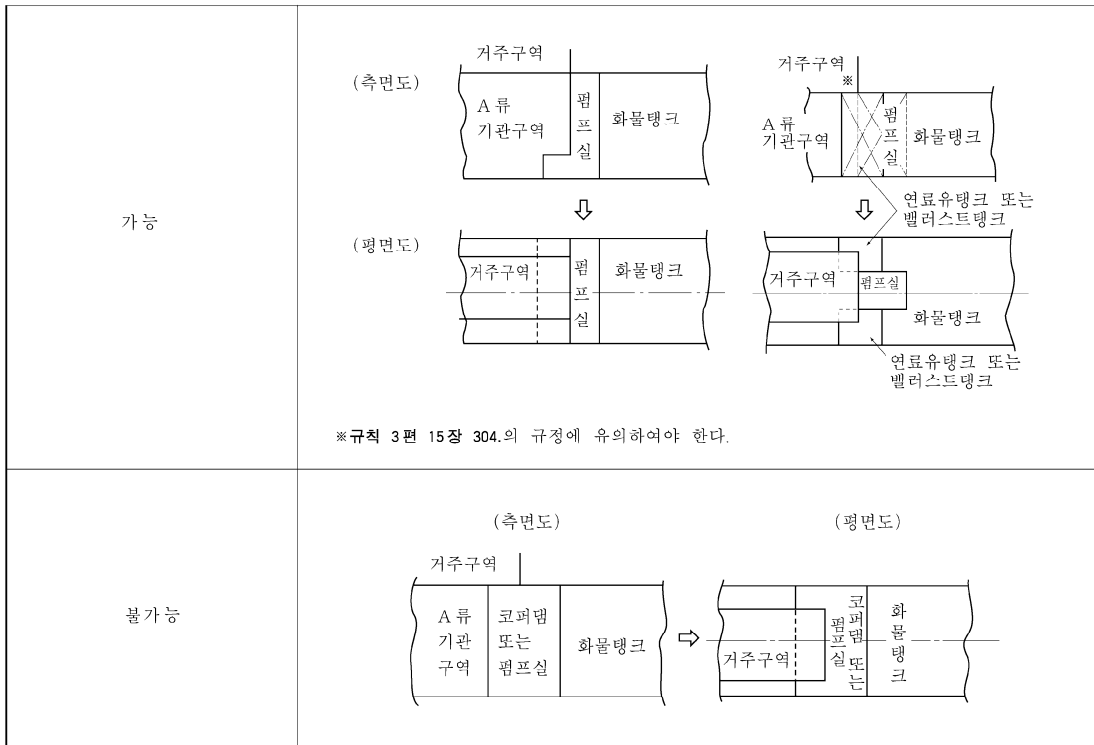 가능
거주구역
(측면도)
A류
기관구역
펌
프
실
화물탱크
거주구역
※
A류
기관구역
펌
프
실
화물탱크
연료유탱크 또는
밸러스트탱크
(평면도)
거주구역
펌
프
실
화물탱크
거주구역
펌프실
화물탱크
연료유탱크 또는
밸러스트탱크
※규칙 3편 15장 304.의 규정에 유의하여야 한다.
불가능
(측면도)
거주구역
A류
기관
구역
코퍼댐
또는
펌프실
화물탱크
(평면도)
거주구역
코퍼댐 또는
펌프실
화물탱크